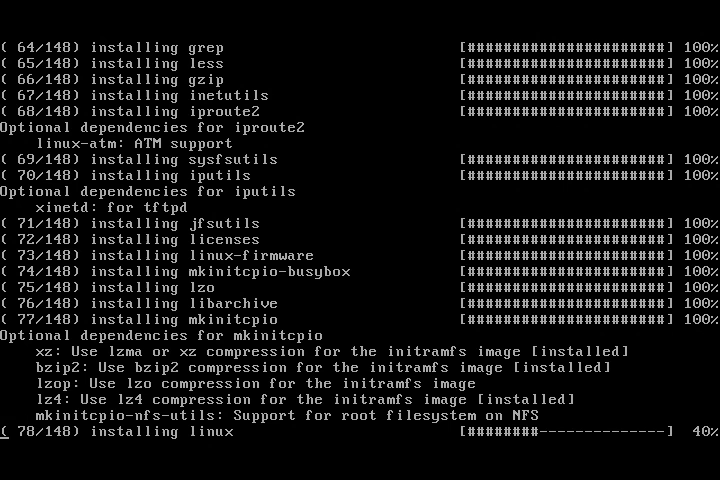 ( 64/148) installing grep                          [######################] 100%
( 65/148) installing less                          [######################] 100%
( 66/148) installing gzip                          [######################] 100%
( 67/148) installing inetutils                     [######################] 100%
( 68/148) installing iproute2                      [######################] 100%
Optional dependencies for iproute2
    linux-atm: ATM support
( 69/148) installing sysfsutils                    [######################] 100%
( 70/148) installing iputils                       [######################] 100%
Optional dependencies for iputils
    xinetd: for tftpd
( 71/148) installing jfsutils                      [######################] 100%
( 72/148) installing licenses                      [######################] 100%
( 73/148) installing linux-firmware                [######################] 100%
( 74/148) installing mkinitcpio-busybox            [######################] 100%
( 75/148) installing lzo                           [######################] 100%
( 76/148) installing libarchive                    [######################] 100%
( 77/148) installing mkinitcpio                    [######################] 100%
Optional dependencies for mkinitcpio
    xz: Use lzma or xz compression for the initramfs image [installed]
    bzip2: Use bzip2 compression for the initramfs image [installed]
    lzop: Use lzo compression for the initramfs image
    lz4: Use lz4 compression for the initramfs image [installed]
    mkinitcpio-nfs-utils: Support for root filesystem on NFS
( 78/148) installing linux                         [########--------------]  40%